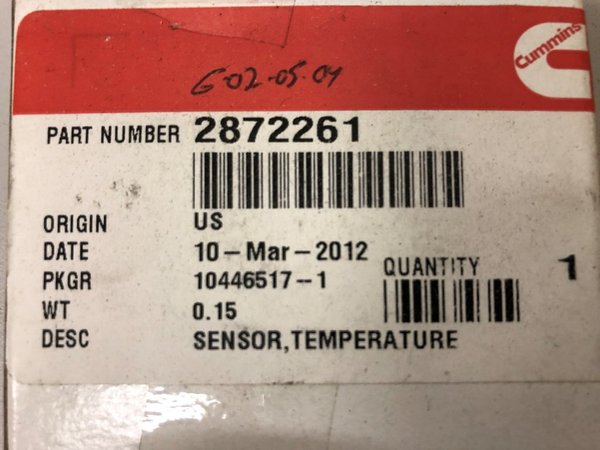 Cummins
G-02-05-04
PART NUMBER 2872261
ORIGIN US
DATE 10-Mar-2012
PKGR 10446517-1
QUANTITY 1
WT 0.15
DESC SENSOR,TEMPERATURE